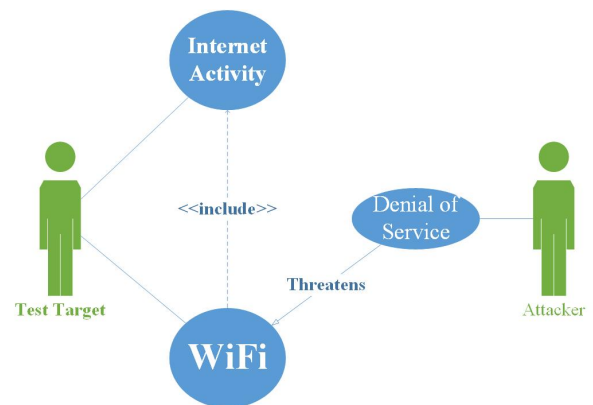 Internet
Activity
<<include>>
Denial of
Service
Threatens
Test Target
Attacker
WiFi